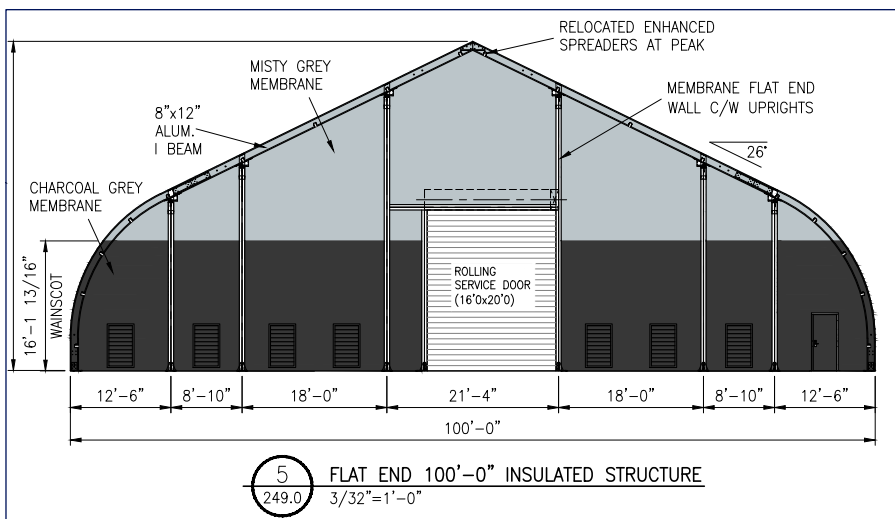 RELOCATED ENHANCED
SPREADERS AT PEAK
MISTY GREY
MEMBRANE
MEMBRANE FLAT END
WALL C/W UPRIGHTS
8"x12"
ALUM.
I BEAM
26°
CHARCOAL GREY
MEMBRANE
16'-1 13/16"
WAINSCOT
ROLLING
SERVICE DOOR
(16'0x20'0)
12'-6"
8'-10"
18'-0"
21'-4"
18'-0"
8'-10"
12'-6"
100'-0"
5
249.0
FLAT END 100'-0" INSULATED STRUCTURE
3/32"=1'-0"